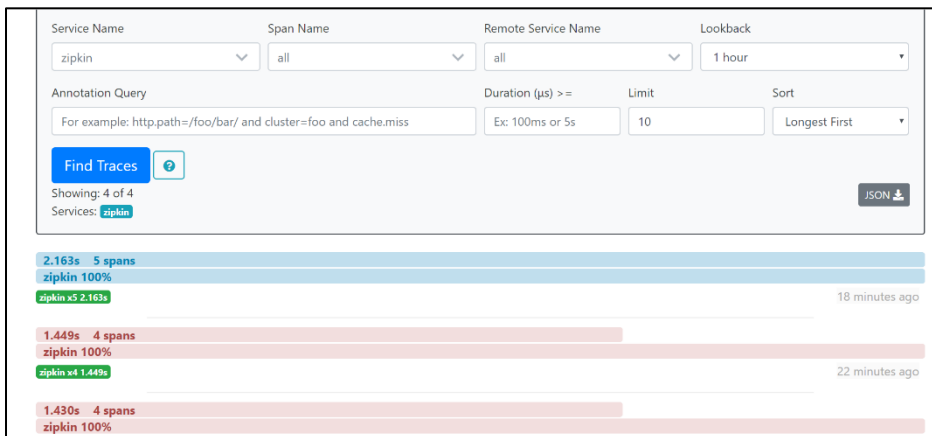 Service Name Span Name Remote Service Name Lookback
zipkin all all 1 hour
Annotation Query Duration (μs) >= Limit Sort
For example: http.path=/foo/bar/ and cluster=foo and cache.miss Ex: 100ms or 5s 10 Longest First
Find Traces ?
Showing: 4 of 4 JSON
Services: zipkin
2.163s 5 spans
zipkin 100%
zipkin x5 2.163s 18 minutes ago
1.449s 4 spans
zipkin 100%
zipkin x4 1.449s 22 minutes ago
1.430s 4 spans
zipkin 100%